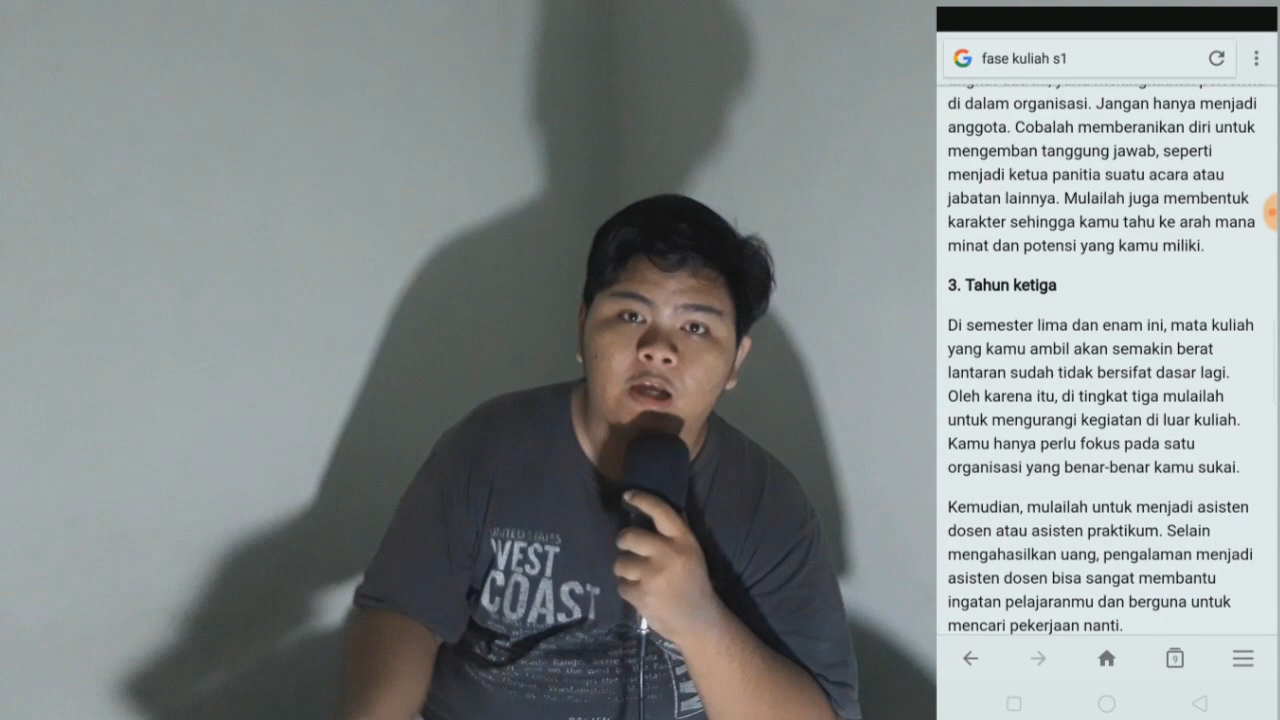 fase kuliah s1
di dalam organisasi. Jangan hanya menjadi
anggota. Cobalah memberanikan diri untuk
mengemban tanggung jawab, seperti
menjadi ketua panitia suatu acara atau
jabatan lainnya. Mulailah juga membentuk
karakter sehingga kamu tahu ke arah mana
minat dan potensi yang kamu miliki.
3. Tahun ketiga
Di semester lima dan enam ini, mata kuliah
yang kamu ambil akan semakin berat
lantaran sudah tidak bersifat dasar lagi.
Oleh karena itu, di tingkat tiga mulailah
untuk mengurangi kegiatan di luar kuliah.
Kamu hanya perlu fokus pada satu
organisasi yang benar-benar kamu sukai.
Kemudian, mulailah untuk menjadi asisten
dosen atau asisten praktikum. Selain
mengahasilkan uang, pengalaman menjadi
asisten dosen bisa sangat membantu
ingatan pelajaranmu dan berguna untuk
mencari pekerjaan nanti.
9
UNITED STATES
WEST
COAST